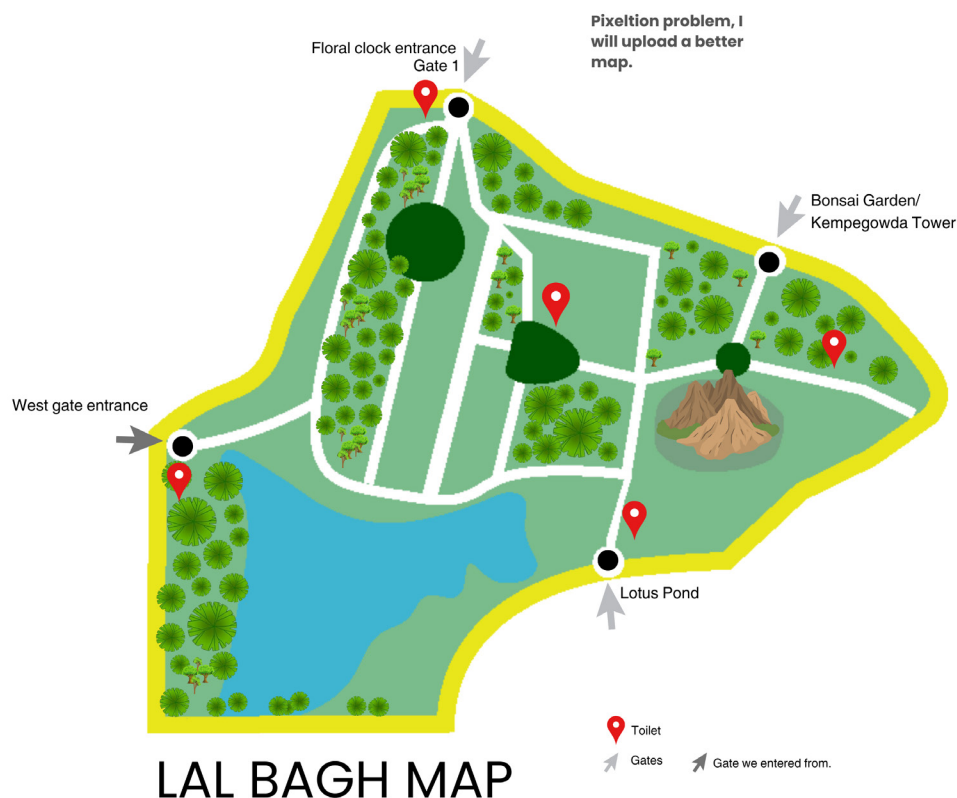 Pixeltion problem, I
will upload a better
map.
Floral clock entrance
Gate 1
Bonsai Garden/
Kempegowda Tower
West gate entrance
Lotus Pond
Toilet
Gates
Gate we entered from.
LAL BAGH MAP